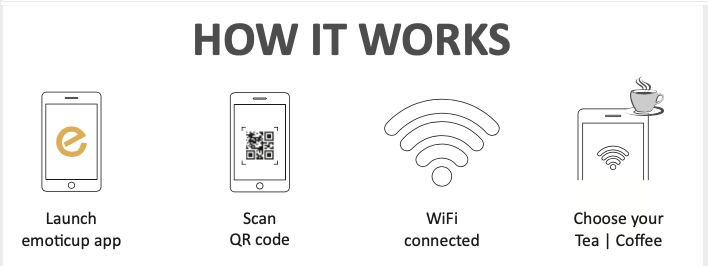 HOW IT WORKS
e
Launch
emoticup app
Scan
QR code
WiFi
connected
Choose your
Tea | Coffee